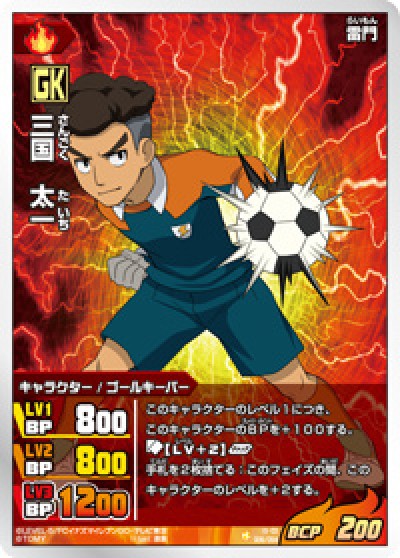 らいもん
雷門
GK
さんごく たいち
三国 太一
キャラクター / ゴールキーパー
LV1 BP 800
LV2 BP 800
LV3 BP 1200
このキャラクターのレベル1につき、
このキャラクターのBPを+100する。
[LV+2]
手札を2枚捨てる:このフェイズの間、この
キャラクターのレベルを+2する。
©TOMY
BCP 200